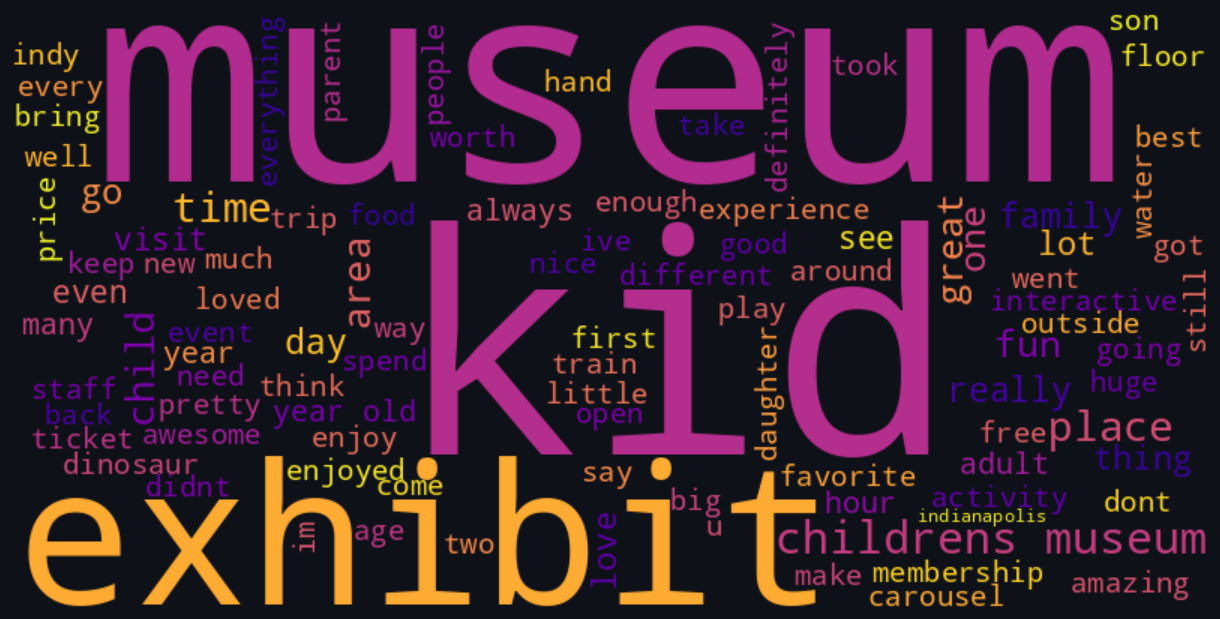 museum
son
indy
everything
parent
people
hand
definitely
took
floor
every
bring
worth
take
well
best
price
go
time
trip
food
always
enough
experience
great
one
family
water
visit
ive
good
see
lot
got
keep
new
much
area
nice
different
around
went
even
loved
kid
interactive
still
many
child
event
day
way
play
outside
year
spend
first
daughter
fun
going
staff
need
think
train
little
really
huge
back
pretty
year old
open
ticket
awesome
enjoy
free
place
dinosaur
enjoyed
say
favorite
adult
thing
didnt
come
exhibit
big
hour
activity
dont
im
age
two
love
u
indianapolis
childrens museum
make
membership
amazing
carousel